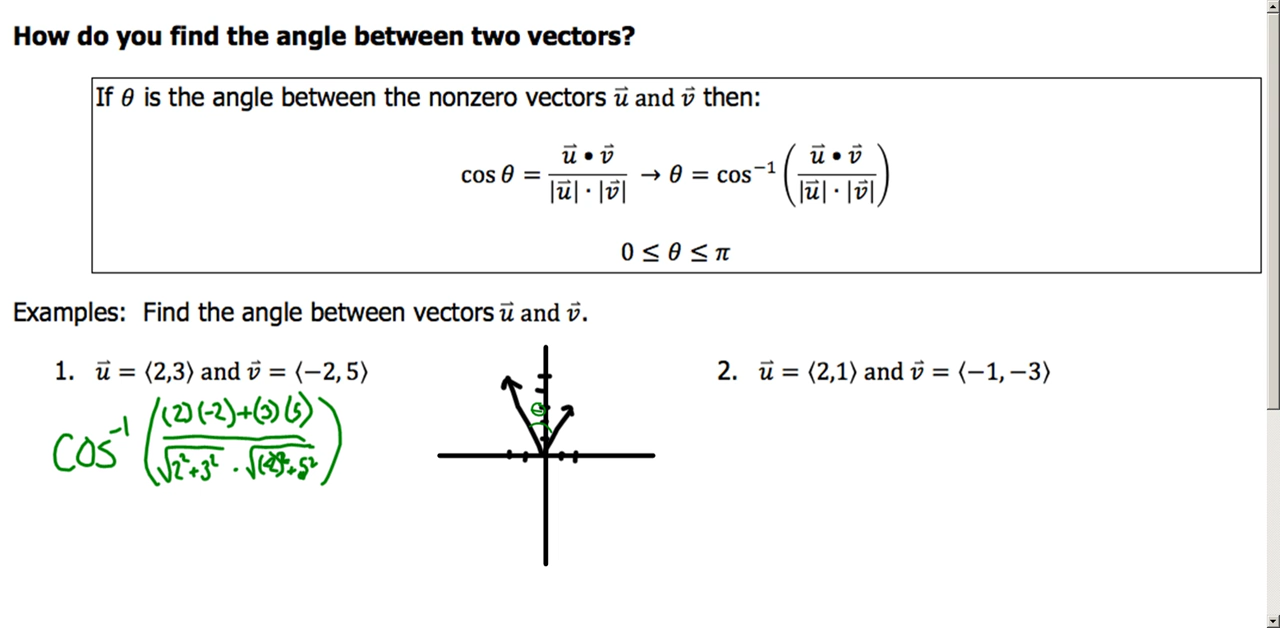 How do you find the angle between two vectors?
If θ is the angle between the nonzero vectors u⃗ and v⃗ then:
cos θ = (u⃗ • v⃗)/(|u⃗| · |v⃗|) → θ = cos⁻¹((u⃗ • v⃗)/(|u⃗| · |v⃗|))
0 ≤ θ ≤ π
Examples: Find the angle between vectors u⃗ and v⃗.
1. u⃗ = ⟨2,3⟩ and v⃗ = ⟨−2, 5⟩
cos⁻¹(((2)(-2)+(3)(5))/(√(2²+3²) · √((-2)²+5²)))
θ
2. u⃗ = ⟨2,1⟩ and v⃗ = ⟨−1, −3⟩